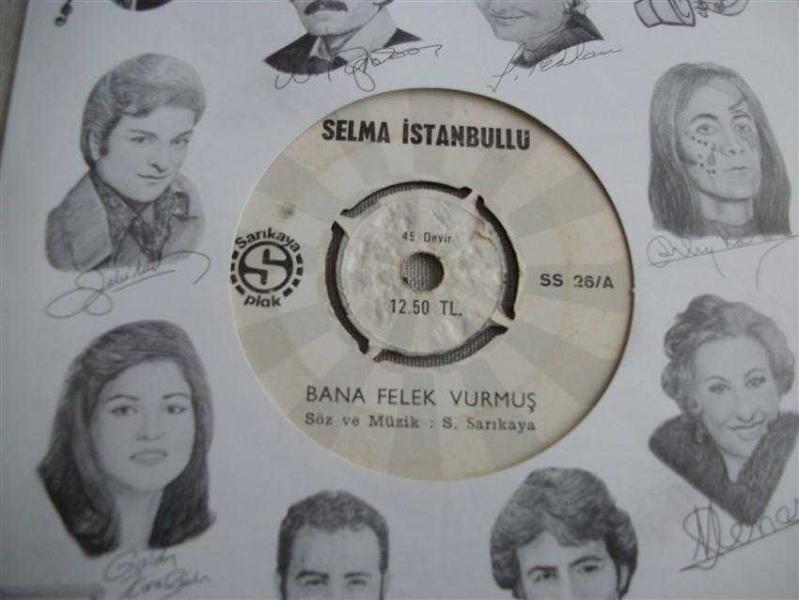 SELMA İSTANBULLU
45 Devir
Sarıkaya
S
plak
SS 26/A
12.50 TL.
BANA FELEK VURMUŞ
Söz ve Müzik : S. Sarıkaya